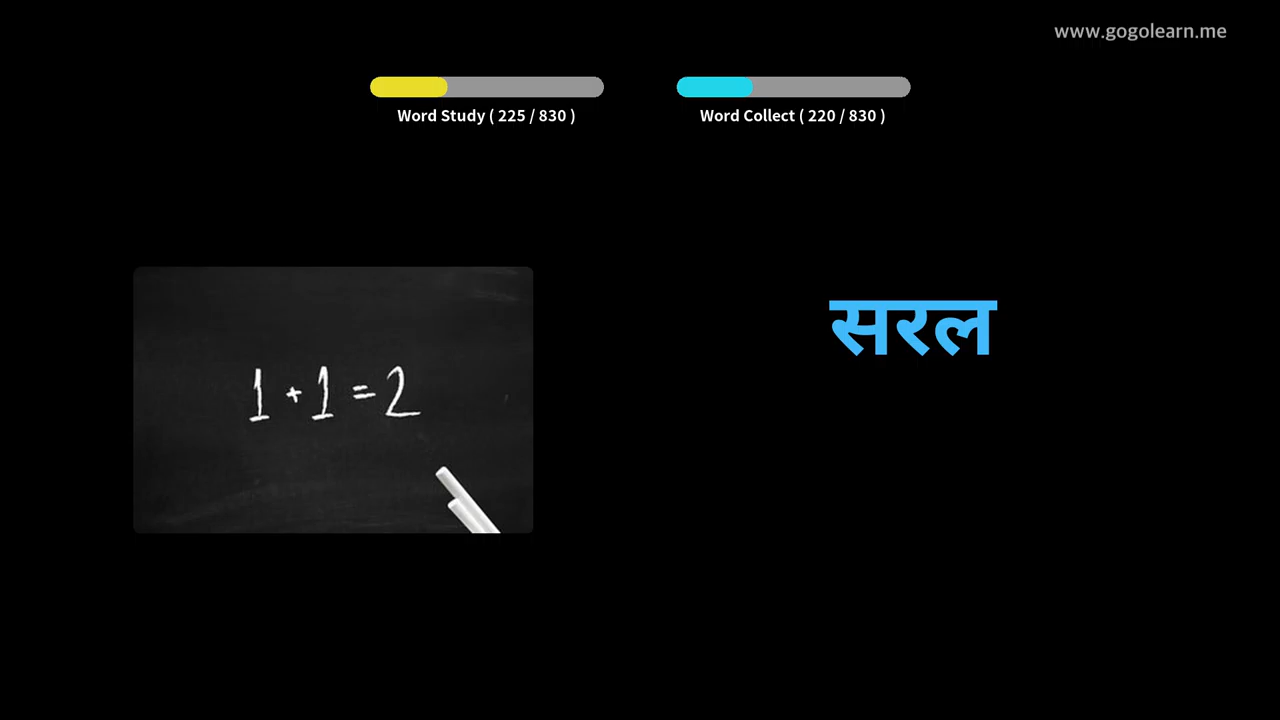 www.gogolearn.me
Word Study ( 225 / 830 )
Word Collect ( 220 / 830 )
1 + 1 = 2
सरल